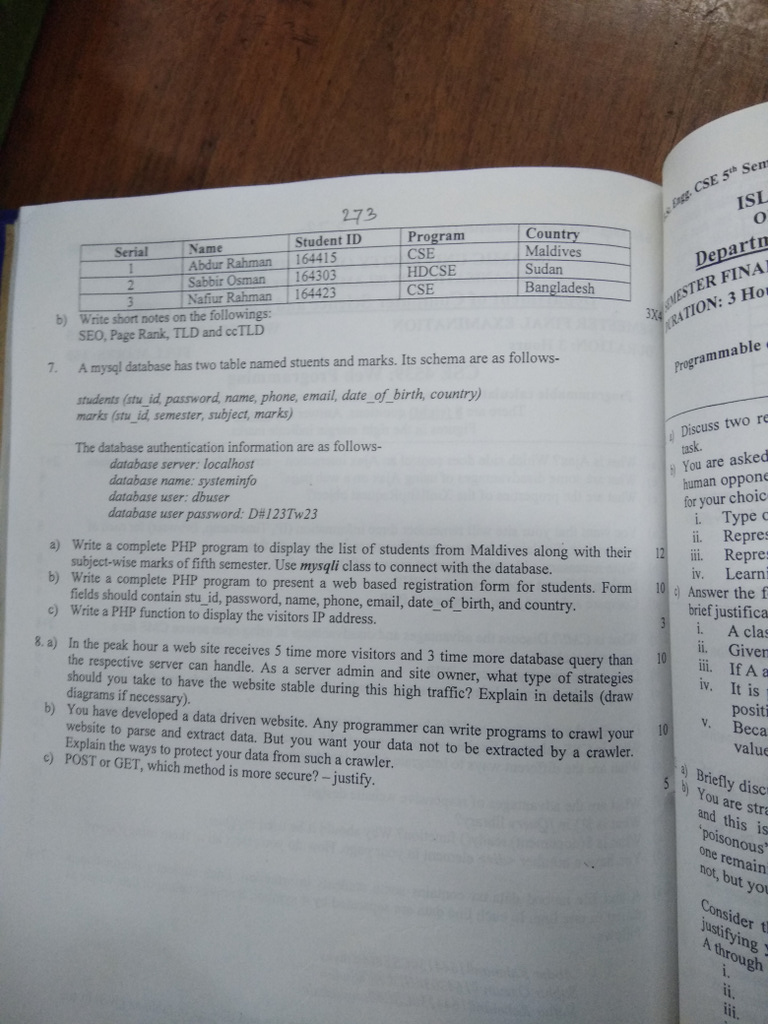 273
Serial Name Student ID Program Country
1 Abdur Rahman 164415 CSE Maldives
2 Sabbir Osman 164303 HDCSE Sudan
3 Nafiur Rahman 164423 CSE Bangladesh
b) Write short notes on the followings: 3X4
SEO, Page Rank, TLD and ccTLD
7. A mysql database has two table named stuents and marks. Its schema are as follows-
students (stu_id, password, name, phone, email, date_of_birth, country)
marks (stu_id, semester, subject, marks)
The database authentication information are as follows-
database server: localhost
database name: systeminfo
database user: dbuser
database user password: D#123Tw23
a) Write a complete PHP program to display the list of students from Maldives along with their 12
subject-wise marks of fifth semester. Use mysqli class to connect with the database.
b) Write a complete PHP program to present a web based registration form for students. Form 10
fields should contain stu_id, password, name, phone, email, date_of_birth, and country.
c) Write a PHP function to display the visitors IP address. 3
8. a) In the peak hour a web site receives 5 time more visitors and 3 time more database query than 10
the respective server can handle. As a server admin and site owner, what type of strategies
should you take to have the website stable during this high traffic? Explain in details (draw
diagrams if necessary).
b) You have developed a data driven website. Any programmer can write programs to crawl your 10
website to parse and extract data. But you want your data not to be extracted by a crawler.
Explain the ways to protect your data from such a crawler.
c) POST or GET, which method is more secure? – justify. 5
Engg. CSE 5th Sem
ISL
O
Departm
SEMESTER FINA
DURATION: 3 Hou
Programmable
a) Discuss two re
task.
b) You are asked
human oppone
for your choic
i. Type o
ii. Repres
iii. Repre
iv. Learni
c) Answer the f
brief justifica
i. A clas
ii. Given
iii. If A a
iv. It is
positi
v. Beca
value
a) Briefly disc
b) You are stra
and this is
'poisonous'
one remain
not, but you
Consider t
justifying
A through
i.
ii.
iii.